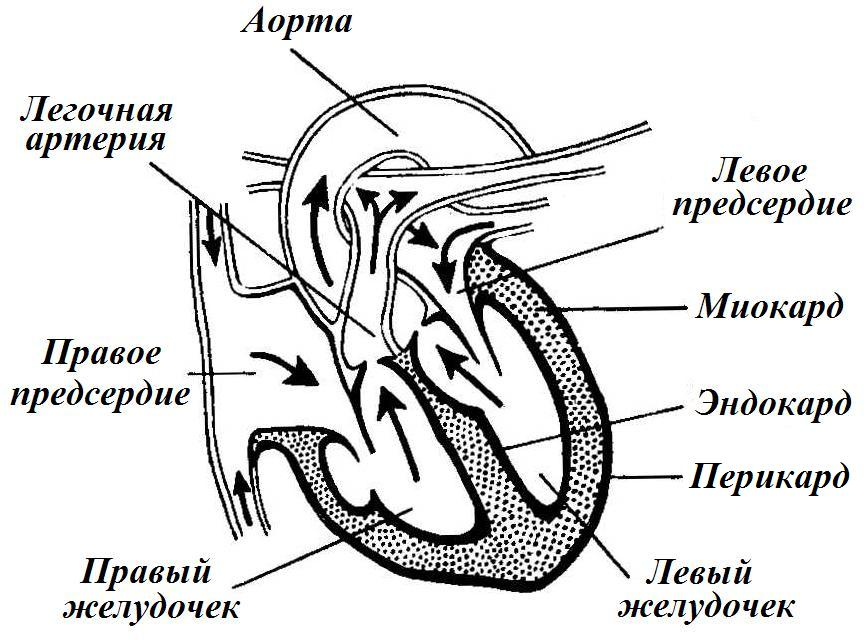 Аорта
Легочная
артерия
Левое
предсердие
Миокард
Правое
предсердие
Эндокард
Перикард
Правый
желудочек
Левый
желудочек